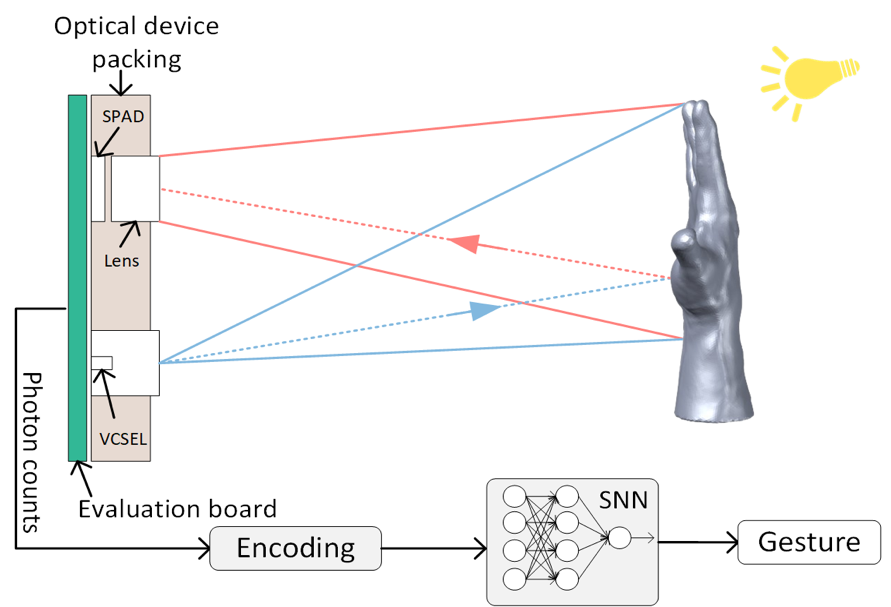 Optical device
packing
SPAD
Lens
VCSEL
Photon counts
Evaluation board
Encoding
SNN
Gesture